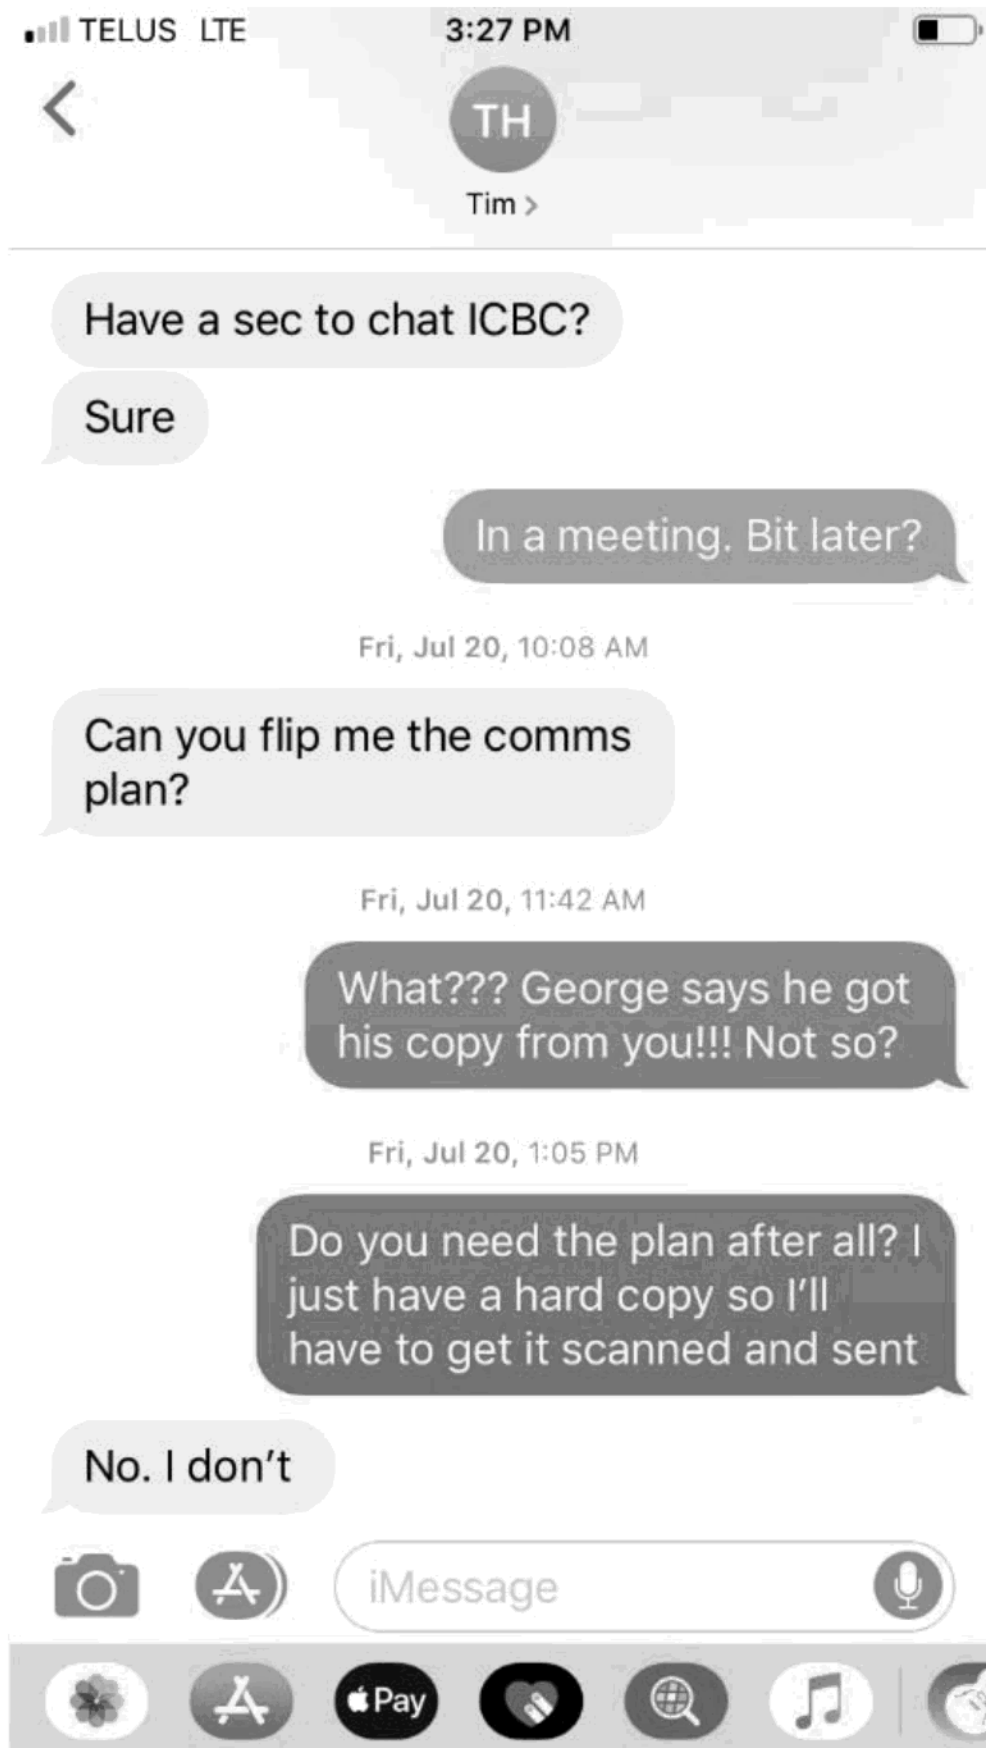 TELUS LTE 3:27 PM
TH
Tim >
Have a sec to chat ICBC?
Sure
In a meeting. Bit later?
Fri, Jul 20, 10:08 AM
Can you flip me the comms
plan?
Fri, Jul 20, 11:42 AM
What??? George says he got
his copy from you!!! Not so?
Fri, Jul 20, 1:05 PM
Do you need the plan after all? I
just have a hard copy so I’ll
have to get it scanned and sent
No. I don’t
iMessage
Pay